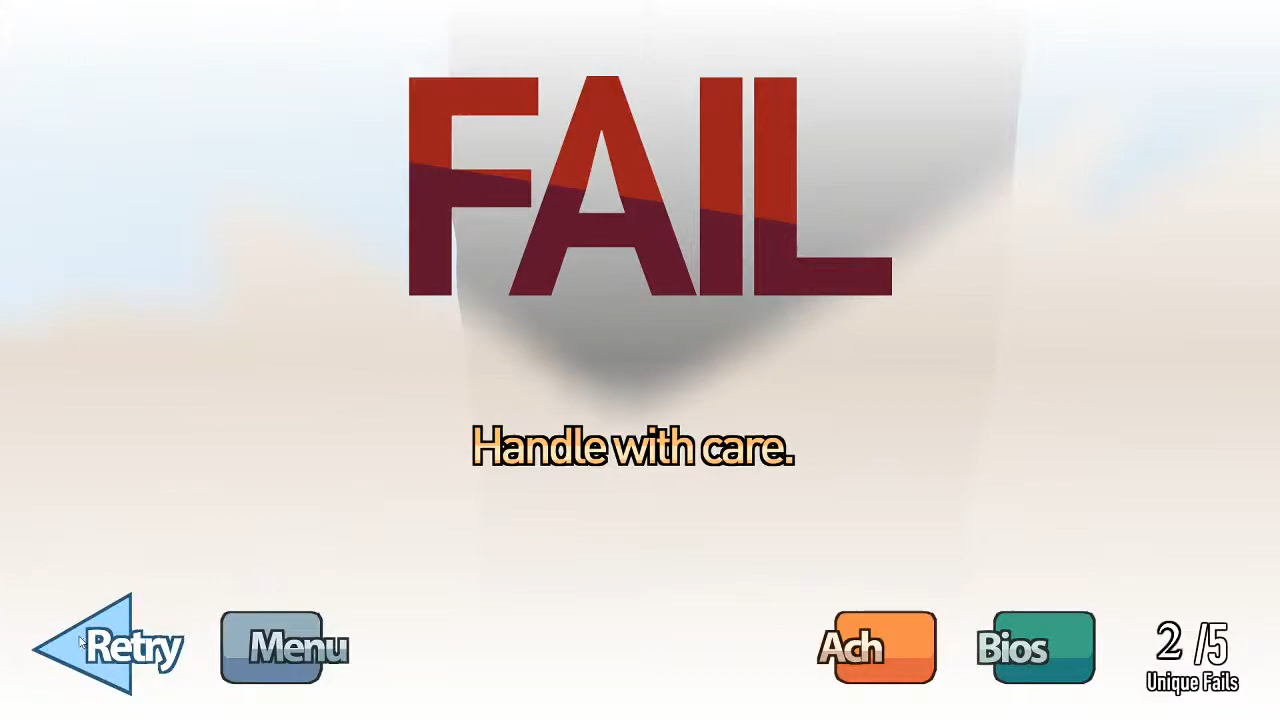 FAIL
Handle with care.
Retry
Menu
Ach
Bios
2/5
Unique Fails